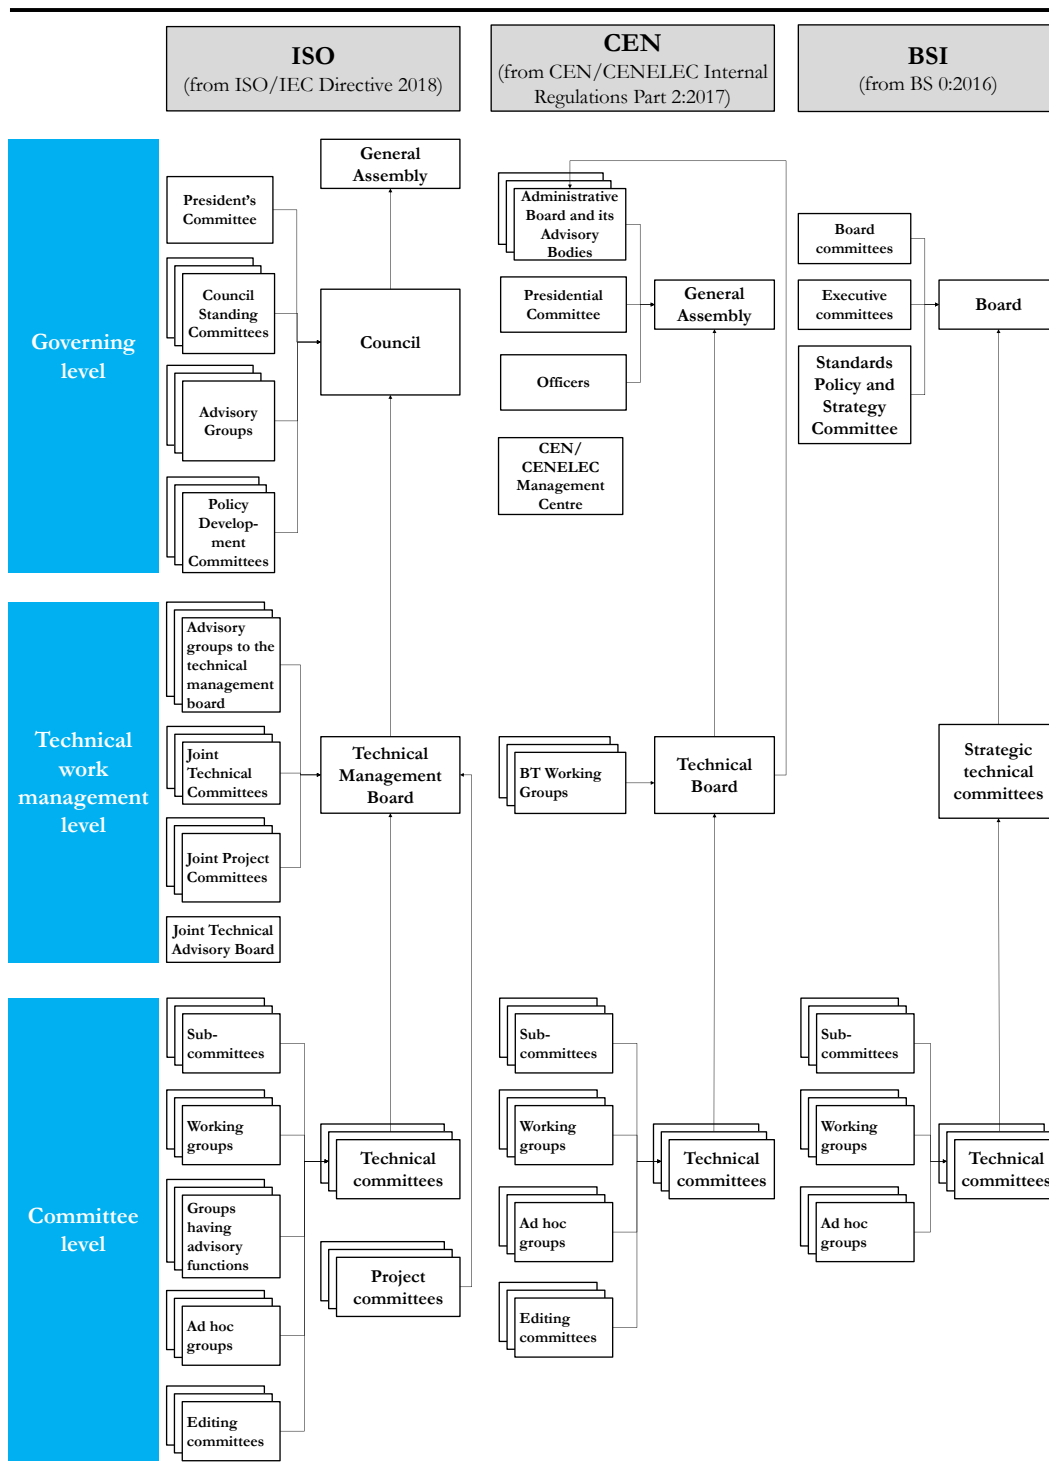 ISO
(from ISO/IEC Directive 2018)
CEN
(from CEN/CENELEC Internal
Regulations Part 2:2017)
BSI
(from BS 0:2016)
Governing
level
President's
Committee
Council
Standing
Committees
Advisory
Groups
Policy
Develop-
ment
Committees
General
Assembly
Council
Administrative
Board and its
Advisory
Bodies
Presidential
Committee
Officers
CEN/
CENELEC
Management
Centre
General
Assembly
Board
committees
Executive
committees
Standards
Policy and
Strategy
Committee
Board
Technical
work
management
level
Advisory
groups to the
technical
management
board
Joint
Technical
Committees
Joint Project
Committees
Joint Technical
Advisory Board
Technical
Management
Board
BT Working
Groups
Technical
Board
Strategic
technical
committees
Committee
level
Sub-
committees
Working
groups
Groups
having
advisory
functions
Ad hoc
groups
Editing
committees
Technical
committees
Project
committees
Sub-
committees
Working
groups
Ad hoc
groups
Editing
committees
Technical
committees
Sub-
committees
Working
groups
Ad hoc
groups
Technical
committees